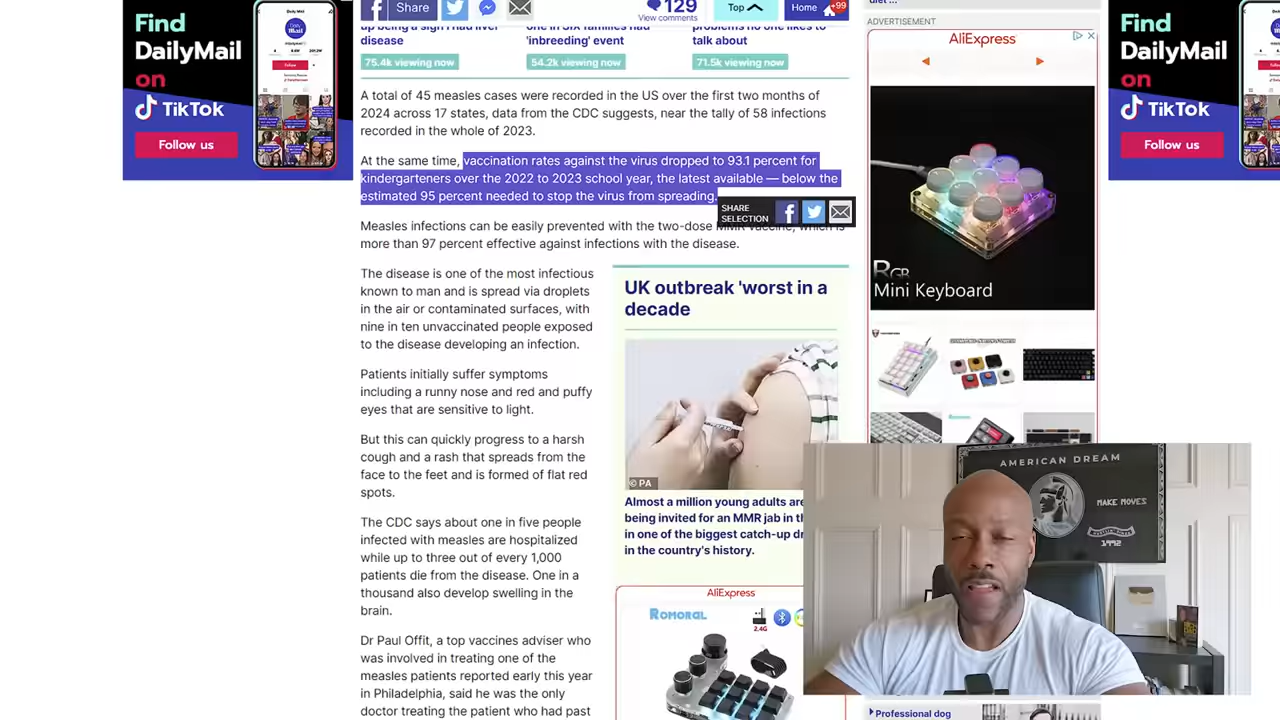 Find
DailyMail
on
TikTok
Follow us
Share
129
View comments
Top
Home
+99
up being a sign I had liver
disease
75.4k viewing now
one in SIX families had
'inbreeding' event
54.2k viewing now
problems no one likes to
talk about
71.5k viewing now
A total of 45 measles cases were recorded in the US over the first two months of
2024 across 17 states, data from the CDC suggests, near the tally of 58 infections
recorded in the whole of 2023.
At the same time, vaccination rates against the virus dropped to 93.1 percent for
kindergarteners over the 2022 to 2023 school year, the latest available — below the
estimated 95 percent needed to stop the virus from spreading.
SHARE
SELECTION
Measles infections can be easily prevented with the two-dose MMR vaccine, which is
more than 97 percent effective against infections with the disease.
The disease is one of the most infectious
known to man and is spread via droplets
in the air or contaminated surfaces, with
nine in ten unvaccinated people exposed
to the disease developing an infection.
Patients initially suffer symptoms
including a runny nose and red and puffy
eyes that are sensitive to light.
But this can quickly progress to a harsh
cough and a rash that spreads from the
face to the feet and is formed of flat red
spots.
The CDC says about one in five people
infected with measles are hospitalized
while up to three out of every 1,000
patients die from the disease. One in a
thousand also develop swelling in the
brain.
Dr Paul Offit, a top vaccines adviser who
was involved in treating one of the
measles patients reported early this year
in Philadelphia, said he was the only
doctor treating the patient who had past
UK outbreak 'worst in a
decade
© PA
Almost a million young adults are
being invited for an MMR jab in th
in one of the biggest catch-up dr
in the country's history.
AliExpress
ROMORAL
2.4G
diet ...
ADVERTISEMENT
AliExpress
RGB
Mini Keyboard
AMERICAN DREAM
MAKE MOVES
1992
Professional dog
Find
DailyMail
on
TikTok
Follow us